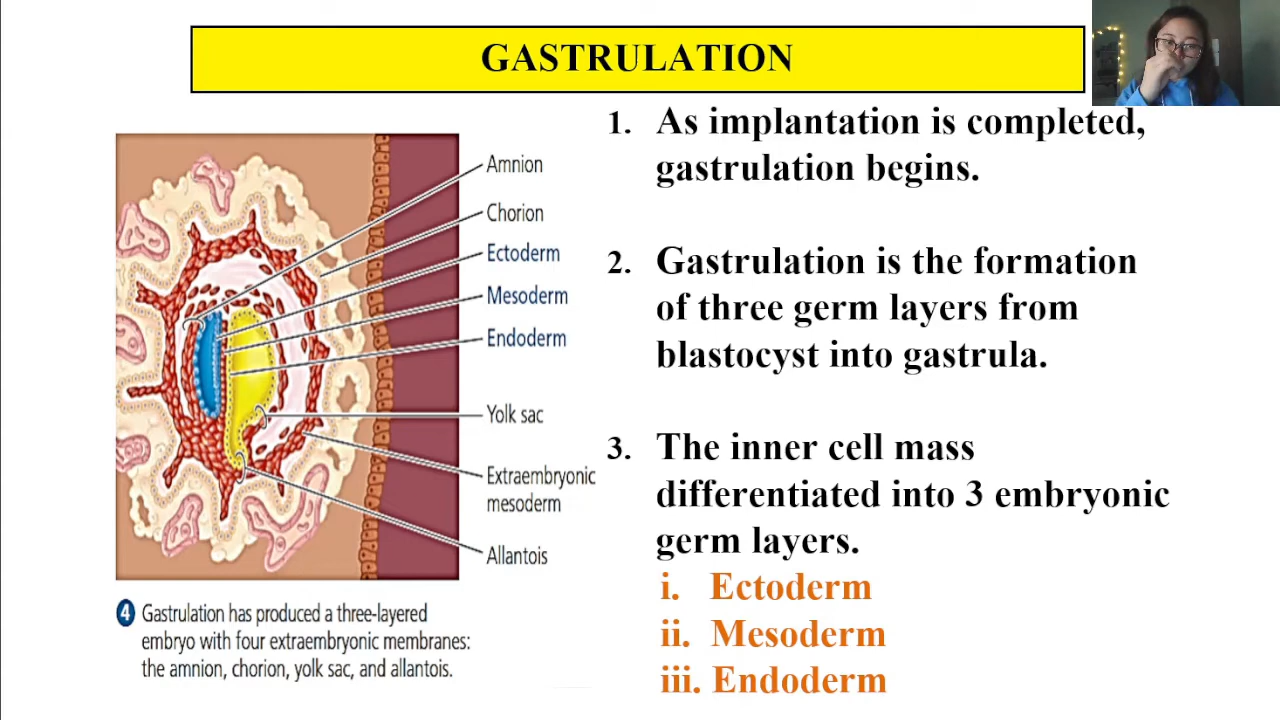 GASTRULATION
Amnion
Chorion
Ectoderm
Mesoderm
Endoderm
Yolk sac
Extraembryonic
mesoderm
Allantois
4 Gastrulation has produced a three-layered
embryo with four extraembryonic membranes:
the amnion, chorion, yolk sac, and allantois.
1. As implantation is completed,
gastrulation begins.
2. Gastrulation is the formation
of three germ layers from
blastocyst into gastrula.
3. The inner cell mass
differentiated into 3 embryonic
germ layers.
i. Ectoderm
ii. Mesoderm
iii. Endoderm